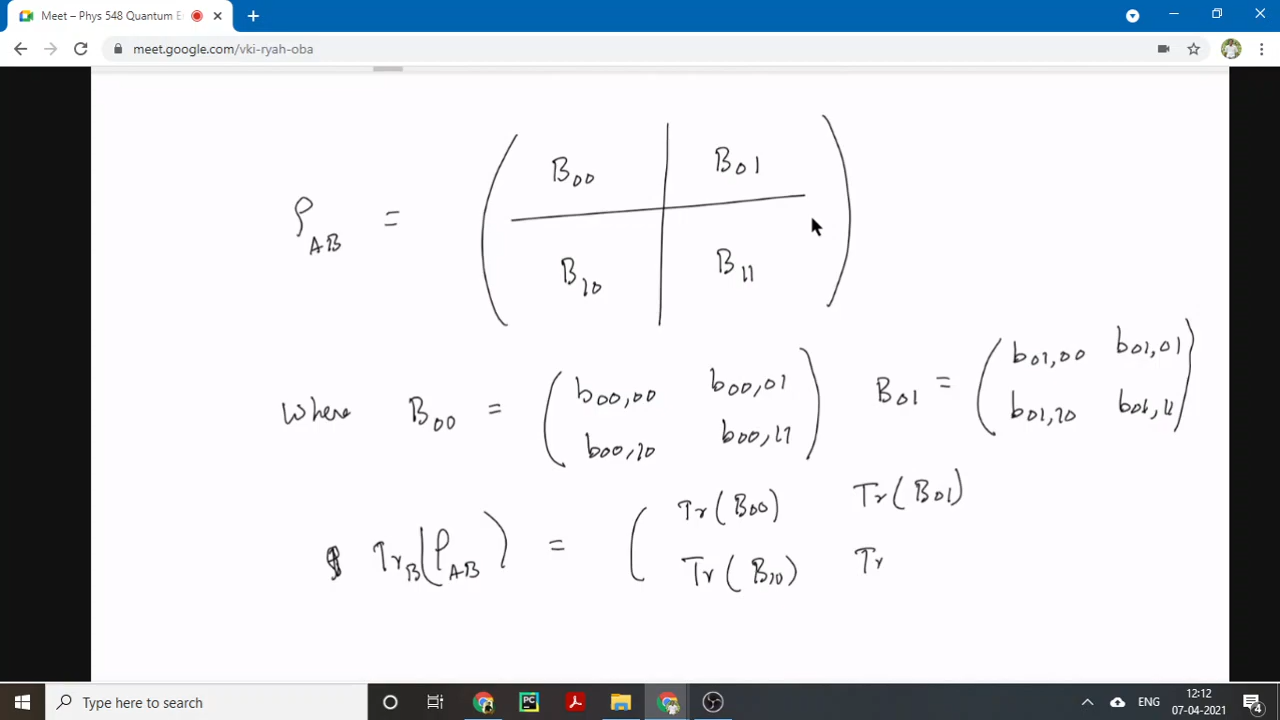 Meet – Phys 548 Quantum E
meet.google.com/vki-ryah-oba
ρ_AB = ( B_00 | B_01
B_10 | B_11 )
where B_00 = ( b_00,00 b_00,01 B_01 = ( b_01,00 b_01,01
b_00,10 b_00,11 ) b_01,10 b_01,11 )
Tr_B(ρ_AB) = ( Tr(B_00) Tr(B_01)
Tr(B_10) Tr
Type here to search
PC
ENG
12:12
07-04-2021
4